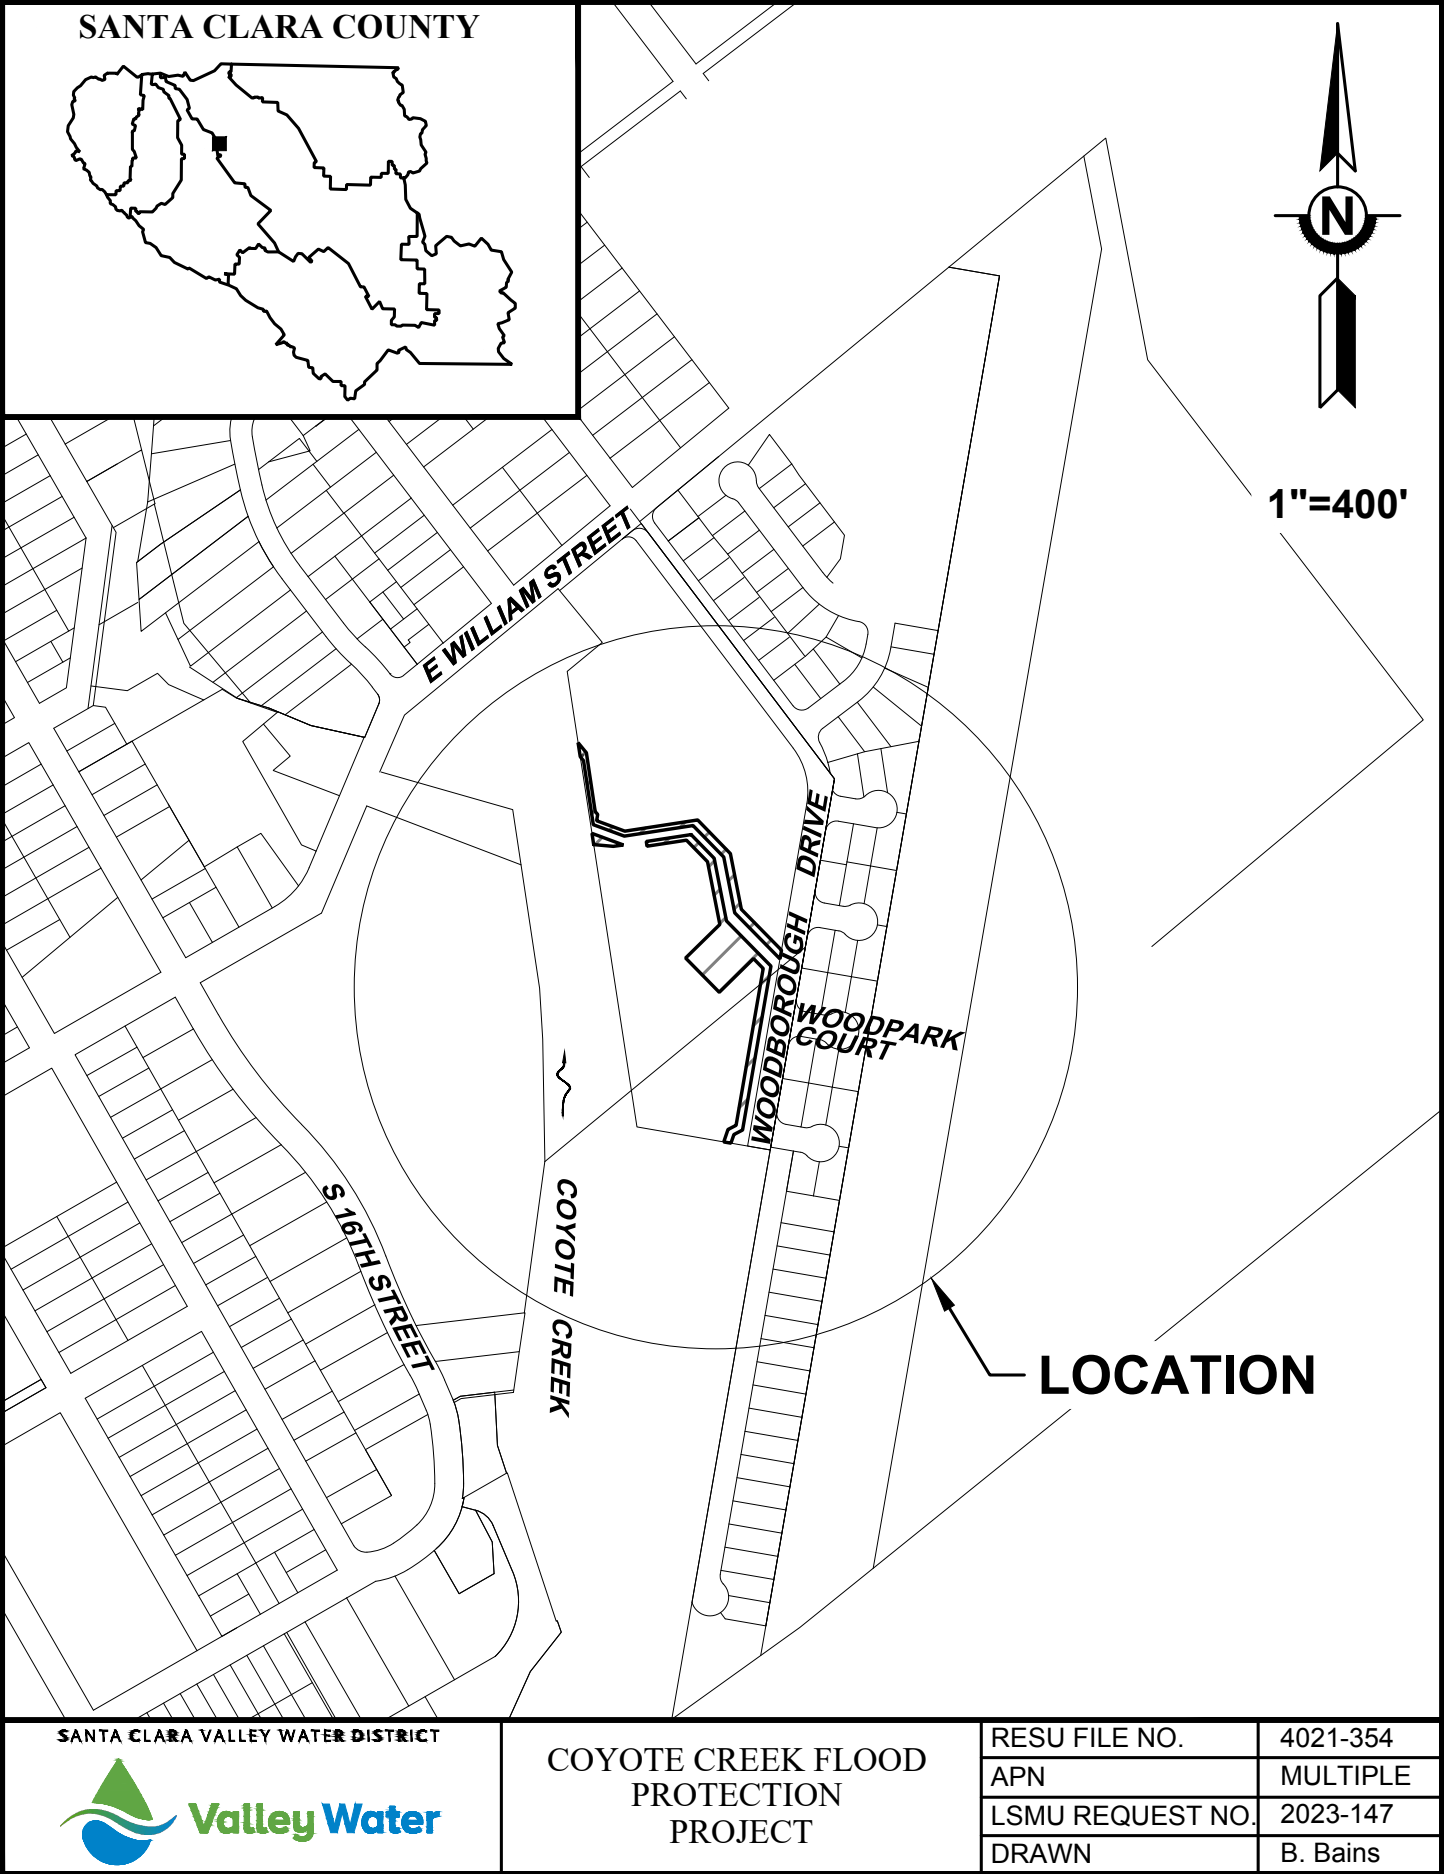 SANTA CLARA COUNTY
N
1"=400'
E WILLIAM STREET
WOODBOROUGH DRIVE
WOODPARK
COURT
COYOTE CREEK
S 16TH STREET
LOCATION
SANTA CLARA VALLEY WATER DISTRICT
Valley Water
COYOTE CREEK FLOOD
PROTECTION
PROJECT
RESU FILE NO. 4021-354
APN MULTIPLE
LSMU REQUEST NO. 2023-147
DRAWN B. Bains